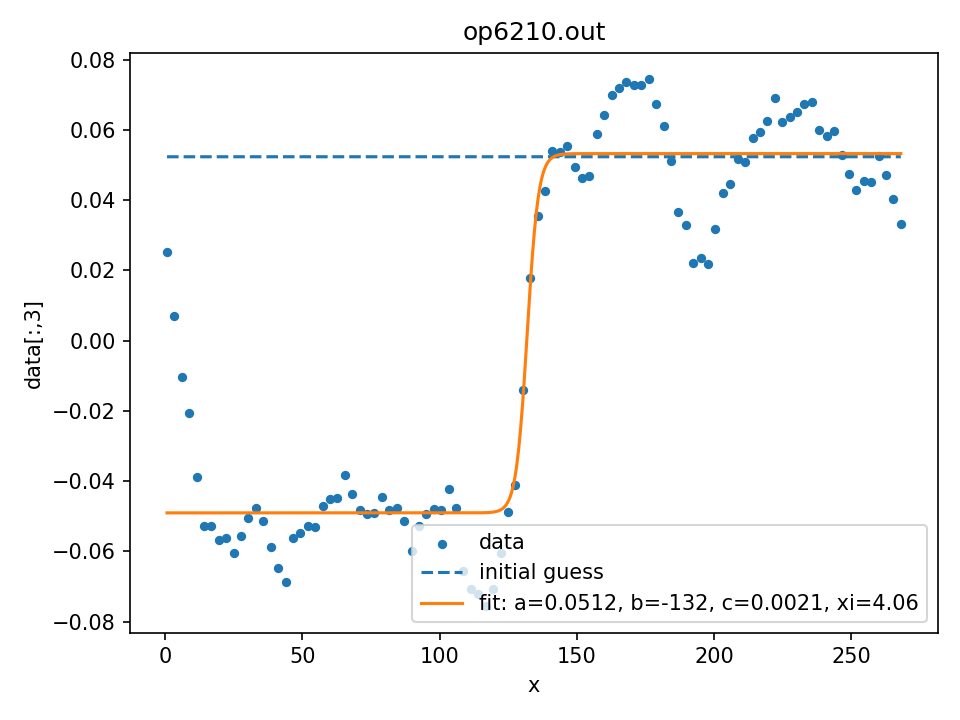 op6210.out
0.08
0.06
0.04
0.02
0.00
−0.02
−0.04
−0.06
−0.08
data[:,3]
data
initial guess
fit: a=0.0512, b=-132, c=0.0021, xi=4.06
0 50 100 150 200 250
x